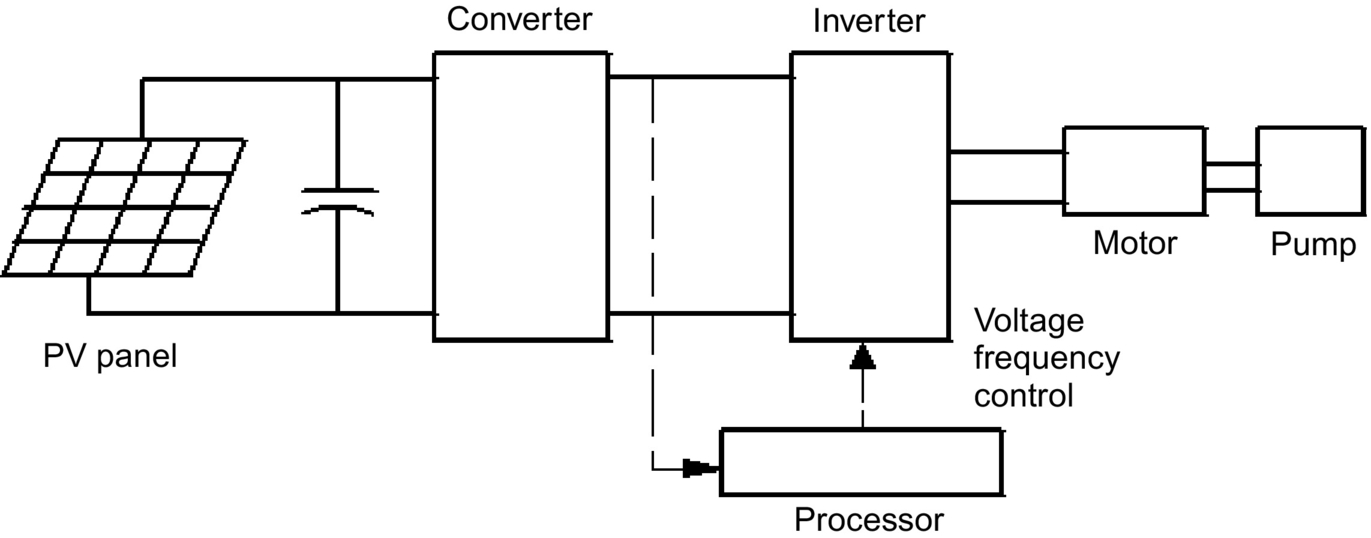 Converter
Inverter
Motor
Pump
PV panel
Voltage
frequency
control
Processor